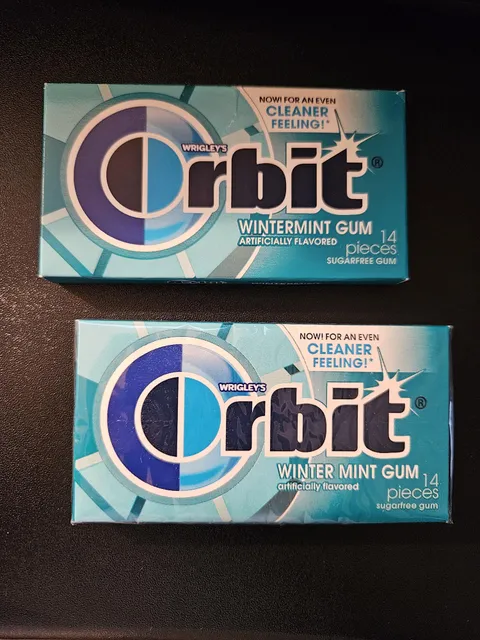 NOW! FOR AN EVEN
CLEANER
FEELING!*
WRIGLEY'S
Orbit®
WINTERMINT GUM
ARTIFICIALLY FLAVORED
14
pieces
SUGARFREE GUM
NOW! FOR AN EVEN
CLEANER
FEELING!*
WRIGLEY'S
Orbit®
WINTER MINT GUM
artificially flavored
14
pieces
sugarfree gum